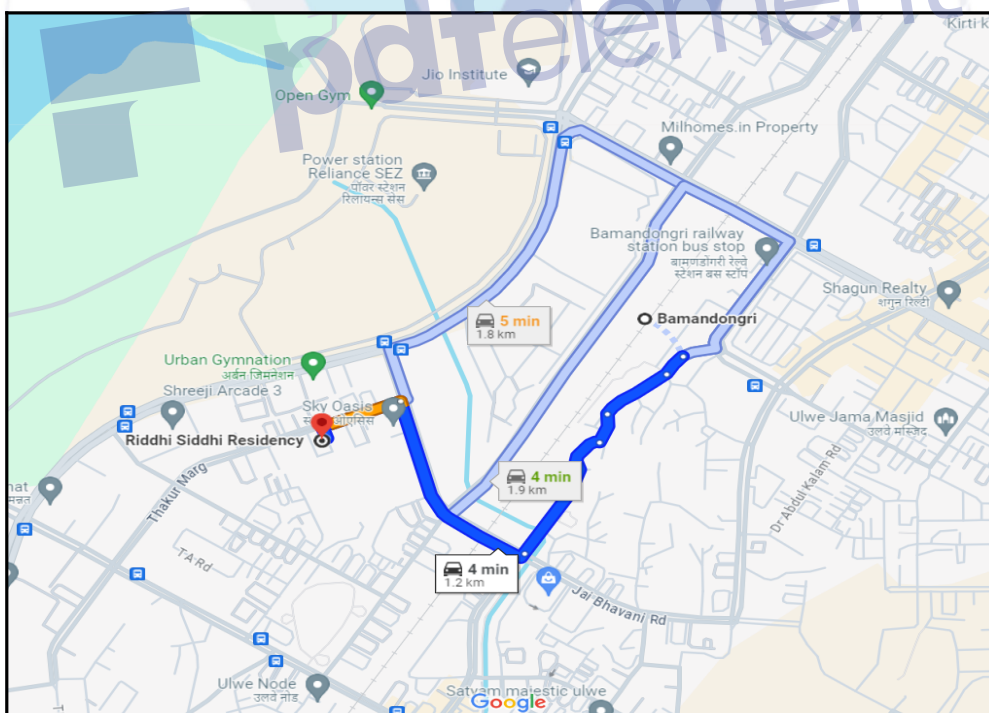 pdfelement
Kirti k
Jio Institute
Open Gym
Milhomes.in Property
Power station
Reliance SEZ
पॉवर स्टेशन
रिलायन्स सेस
Bamandongri railway
station bus stop
बामणडोंगरी रेल्वे
स्टेशन बस स्टॉप
Shagun Realty
शगुन रिल्टी
5 min
1.8 km
Bamandongri
Urban Gymnation
अर्बन जिमनेशन
Shreeji Arcade 3
Sky Oasis
Riddhi Siddhi Residency
Ulwe Jama Masjid
उलवे मस्जिद
Dr Abdul Kalam Rd
Thakur Marg
4 min
1.9 km
T A Rd
4 min
1.2 km
Jai Bhavani Rd
Ulwe Node
उलवे नोड
Satyam majestic ulwe
Google